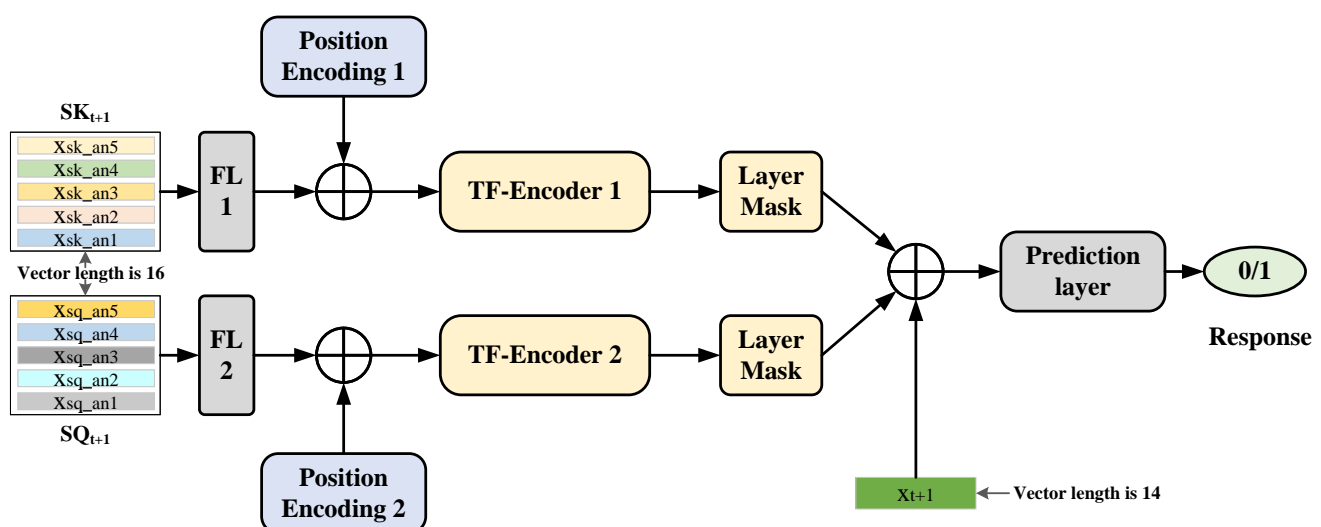 Position
Encoding 1
SK_{t+1}
Xsk_an5
Xsk_an4
Xsk_an3
Xsk_an2
Xsk_an1
FL
1
TF-Encoder 1
Layer
Mask
Vector length is 16
Prediction
layer
0/1
Response
Xsq_an5
Xsq_an4
Xsq_an3
Xsq_an2
Xsq_an1
SQ_{t+1}
FL
2
TF-Encoder 2
Layer
Mask
Position
Encoding 2
Xt+1
Vector length is 14